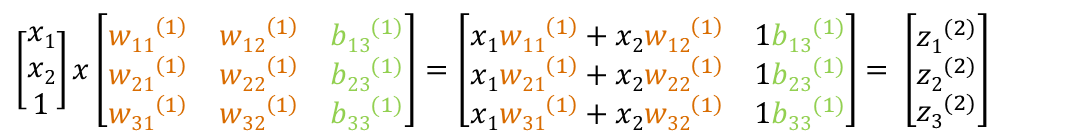 [x₁ x [w₁₁⁽¹⁾ w₁₂⁽¹⁾ b₁₃⁽¹⁾ = [x₁w₁₁⁽¹⁾ + x₂w₁₂⁽¹⁾ 1b₁₃⁽¹⁾ = [z₁⁽²⁾
x₂ w₂₁⁽¹⁾ w₂₂⁽¹⁾ b₂₃⁽¹⁾ x₁w₂₁⁽¹⁾ + x₂w₂₂⁽¹⁾ 1b₂₃⁽¹⁾ z₂⁽²⁾
1] w₃₁⁽¹⁾ w₃₂⁽¹⁾ b₃₃⁽¹⁾] x₁w₃₁⁽¹⁾ + x₂w₃₂⁽¹⁾ 1b₃₃⁽¹⁾] z₃⁽²⁾]